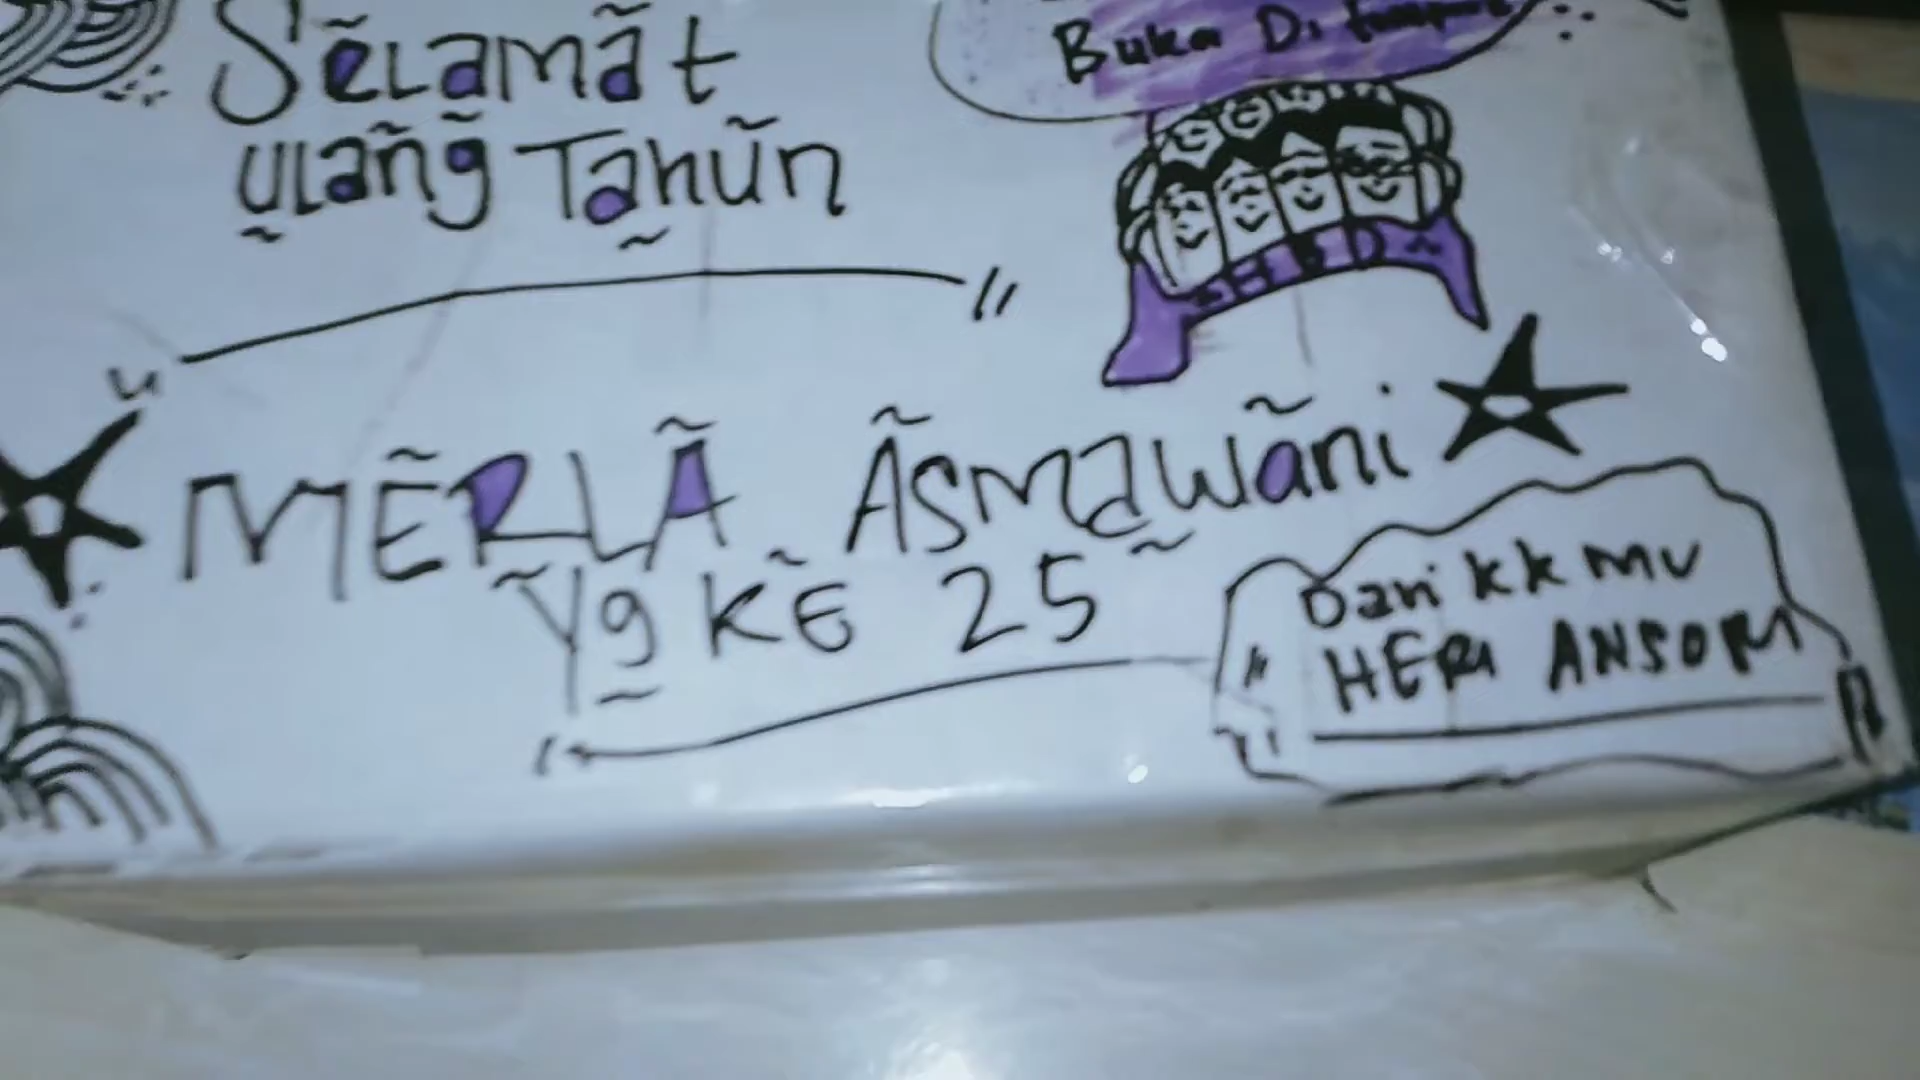 Selamat
Ulang Tahun
Buka Di
MERLA Asmawani
Yg KE 25
Dari kk mu
HERI ANSORI